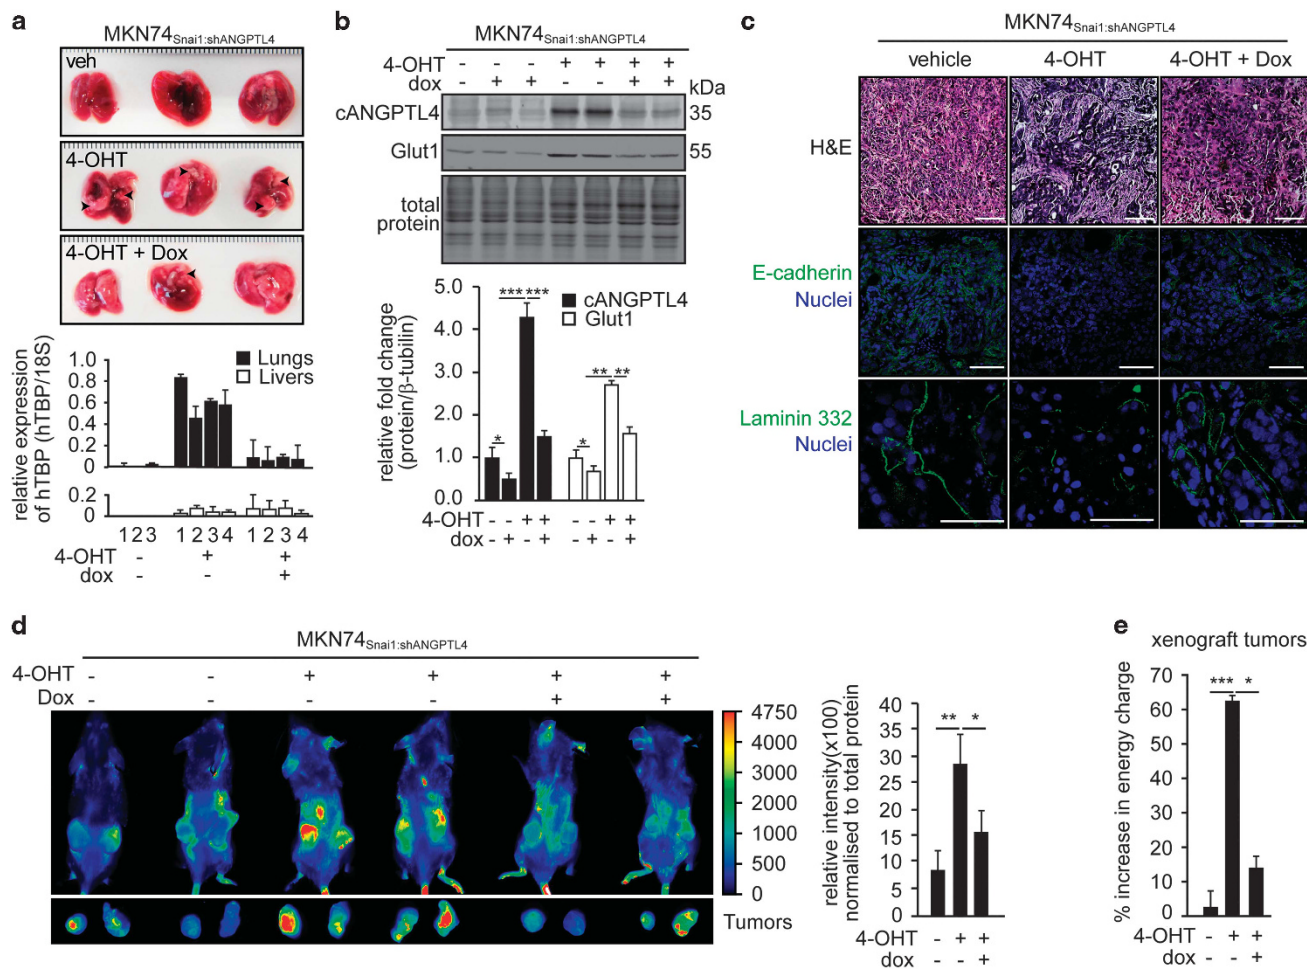 a
MKN74Snai1:shANGPTL4
veh
4-OHT
4-OHT + Dox
relative expression
of hTBP (hTBP/18S)
1.0
0.8
0.6
0.4
0.2
0
Lungs
Livers
0.2
0
1 2 3 1 2 3 4 1 2 3 4
4-OHT - + +
dox - - +
b
MKN74Snai1:shANGPTL4
4-OHT - - - + + + +
dox - + + - - + +
kDa
cANGPTL4 35
Glut1 55
total
protein
relative fold change
(protein/β-tubilin)
5.0
4.0
3.0
2.0
1.0
0.0
*** ***
cANGPTL4
Glut1
** **
* *
4-OHT - - + + - - + +
dox - + - + - + - +
c
MKN74Snai1:shANGPTL4
vehicle 4-OHT 4-OHT + Dox
H&E
E-cadherin
Nuclei
Laminin 332
Nuclei
d
MKN74Snai1:shANGPTL4
4-OHT - - + + + +
Dox - - - - + +
4750
4000
3000
2000
1000
500
0
Tumors
relative intensity(x100)
normalised to total protein
40
35
30
25
20
15
10
5
0
** *
4-OHT - + +
dox - - +
e
xenograft tumors
% increase in energy charge
70
60
50
40
30
20
10
0
*** *
4-OHT - + +
dox - - +